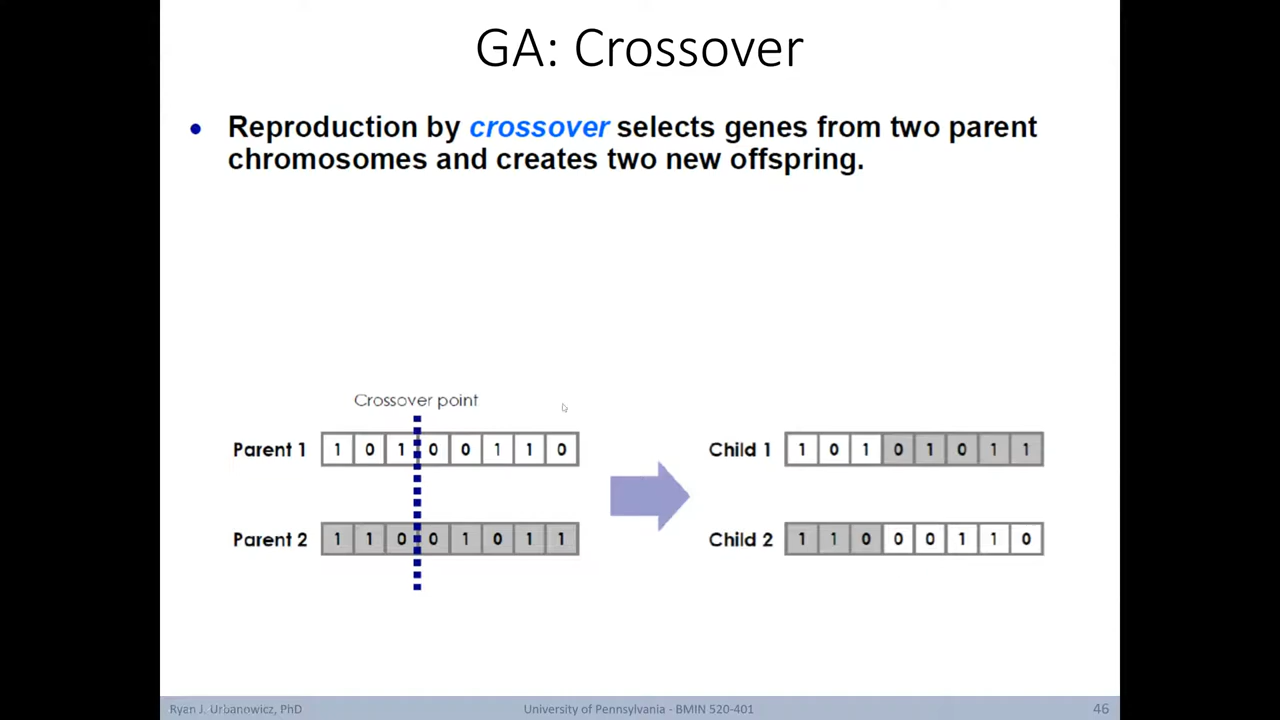 GA: Crossover
• Reproduction by crossover selects genes from two parent
chromosomes and creates two new offspring.
Crossover point
Parent 1 1 0 1 0 0 1 1 0
Child 1 1 0 1 0 1 0 1 1
Parent 2 1 1 0 0 1 0 1 1
Child 2 1 1 0 0 0 1 1 0
Ryan J. Urbanowicz, PhD University of Pennsylvania - BMIN 520-401 46